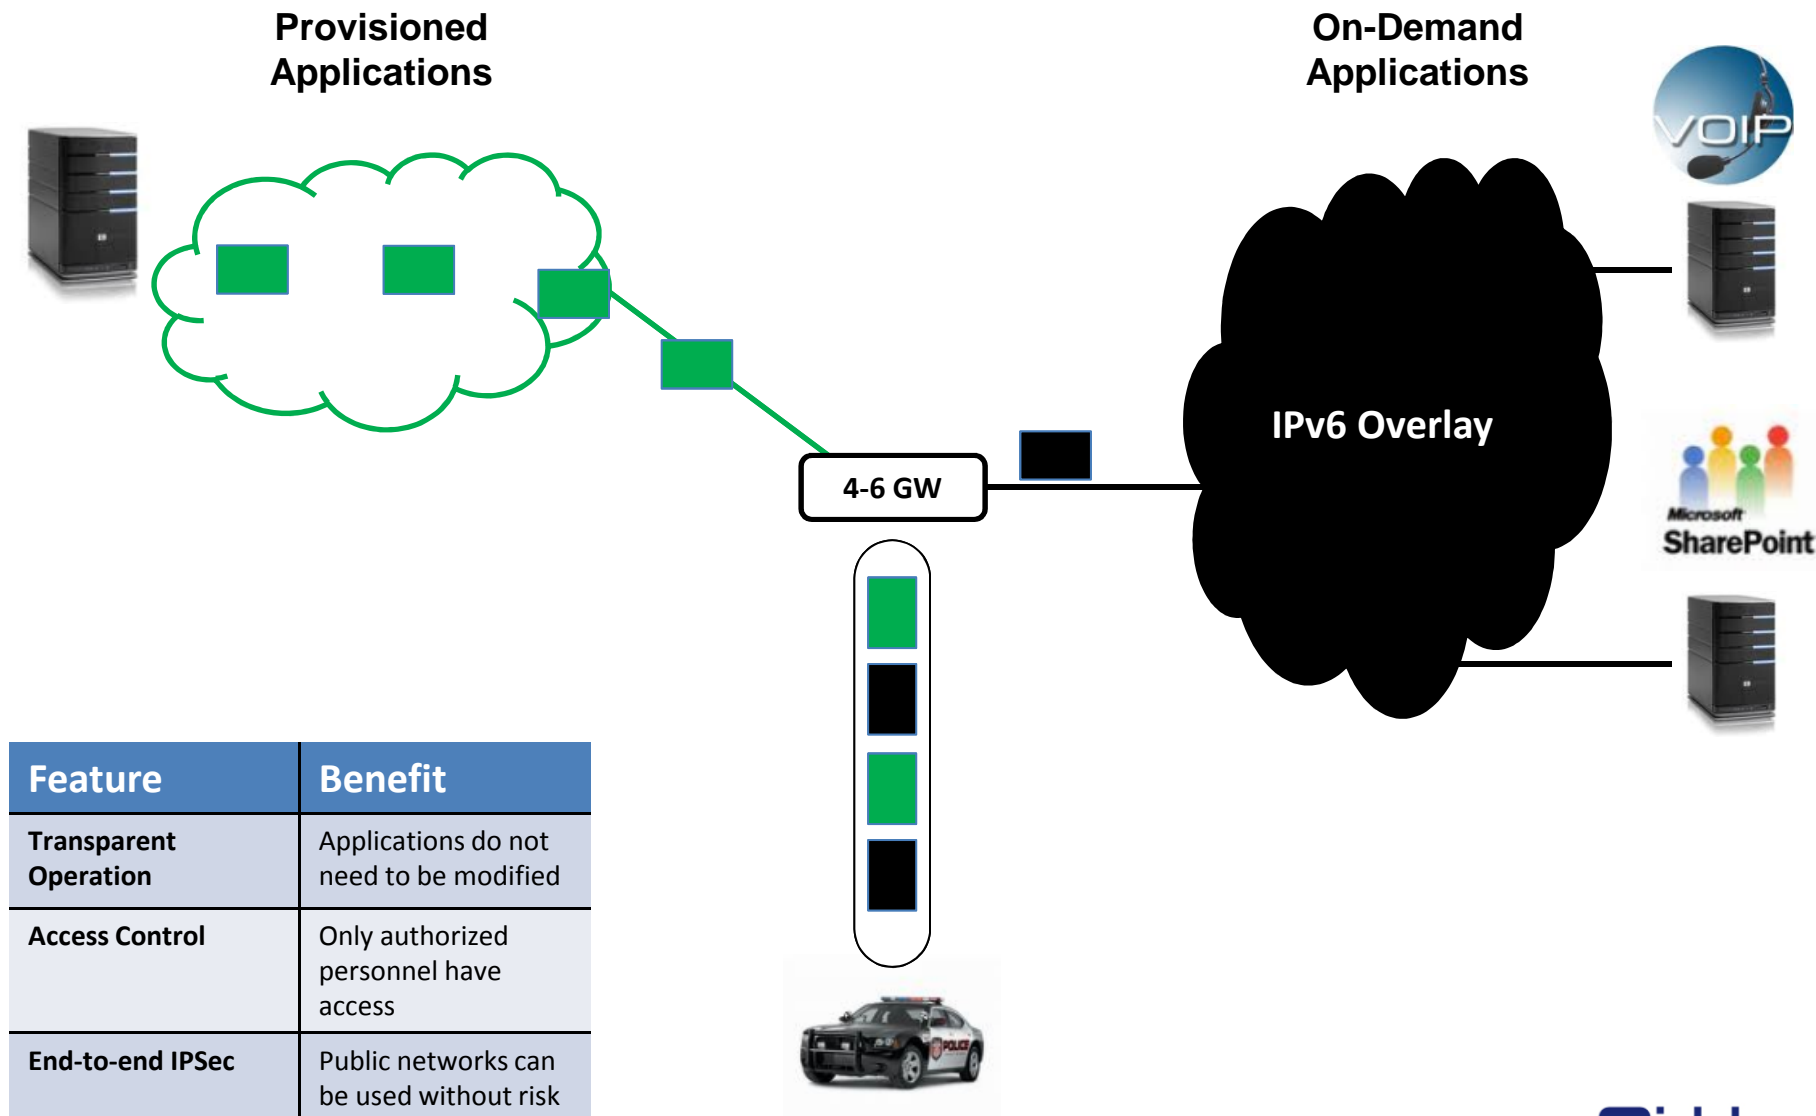 Provisioned
Applications
On-Demand
Applications
VOIP
IPv6 Overlay
4-6 GW
Microsoft
SharePoint
POLICE
Feature
Benefit
Transparent
Operation
Applications do not
need to be modified
Access Control
Only authorized
personnel have
access
End-to-end IPSec
Public networks can
be used without risk